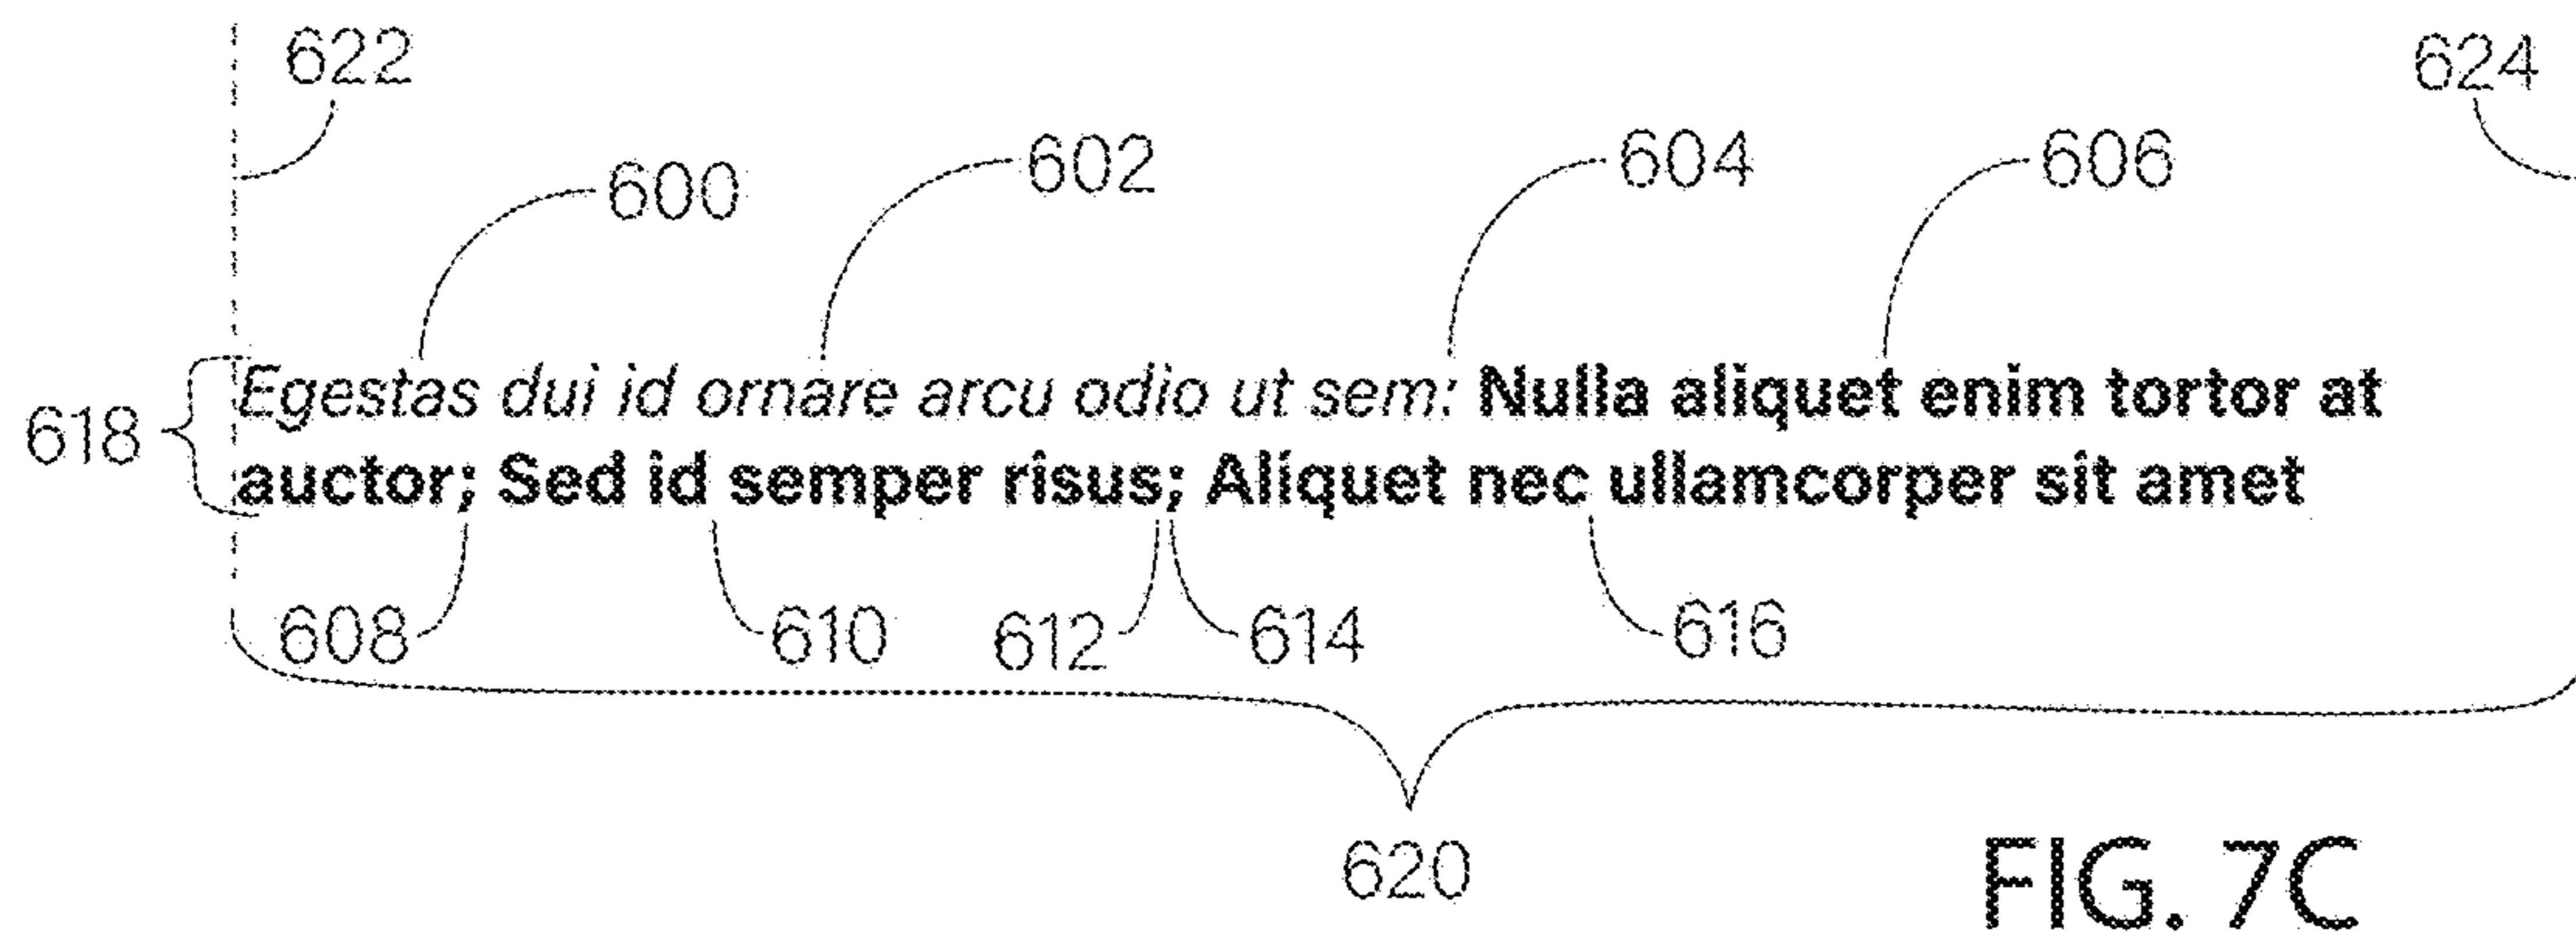 622 624
600 602 604 606
618 Egestas dui id ornare arcu odio ut sem: Nulla aliquet enim tortor at
auctor; Sed id semper risus; Aliquet nec ullamcorper sit amet
608 610 612 614 616
620
FIG. 7C